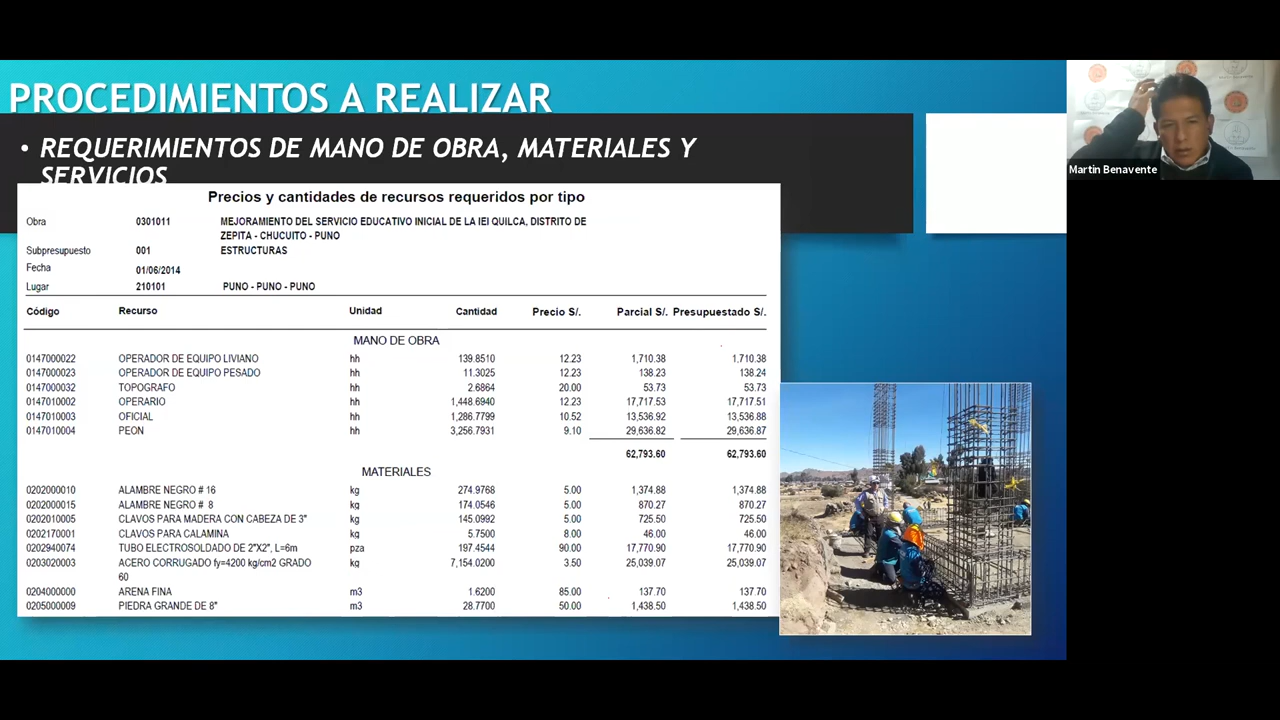 PROCEDIMIENTOS A REALIZAR
• REQUERIMIENTOS DE MANO DE OBRA, MATERIALES Y
SERVICIOS
Precios y cantidades de recursos requeridos por tipo
Obra 0301011 MEJORAMIENTO DEL SERVICIO EDUCATIVO INICIAL DE LA IEI QUILCA, DISTRITO DE
ZEPITA - CHUCUITO - PUNO
Subpresupuesto 001 ESTRUCTURAS
Fecha 01/06/2014
Lugar 210101 PUNO - PUNO - PUNO
Código Recurso Unidad Cantidad Precio S/. Parcial S/. Presupuestado S/.
MANO DE OBRA
0147000022 OPERADOR DE EQUIPO LIVIANO hh 139.8510 12.23 1,710.38 1,710.38
0147000023 OPERADOR DE EQUIPO PESADO hh 11.3025 12.23 138.23 138.24
0147000032 TOPOGRAFO hh 2.6864 20.00 53.73 53.73
0147010002 OPERARIO hh 1,448.6940 12.23 17,717.53 17,717.51
0147010003 OFICIAL hh 1,286.7799 10.52 13,536.92 13,536.88
0147010004 PEON hh 3,256.7931 9.10 29,636.82 29,636.87
62,793.60 62,793.60
MATERIALES
0202000010 ALAMBRE NEGRO # 16 kg 274.9768 5.00 1,374.88 1,374.88
0202000015 ALAMBRE NEGRO # 8 kg 174.0546 5.00 870.27 870.27
0202010005 CLAVOS PARA MADERA CON CABEZA DE 3" kg 145.0992 5.00 725.50 725.50
0202170001 CLAVOS PARA CALAMINA kg 5.7500 8.00 46.00 46.00
0202940074 TUBO ELECTROSOLDADO DE 2"X2", L=6m pza 197.4544 90.00 17,770.90 17,770.90
0203020003 ACERO CORRUGADO fy=4200 kg/cm2 GRADO kg 7,154.0200 3.50 25,039.07 25,039.07
60
0204000000 ARENA FINA m3 1.6200 85.00 137.70 137.70
0205000009 PIEDRA GRANDE DE 8" m3 28.7700 50.00 1,438.50 1,438.50
Martin Benavente